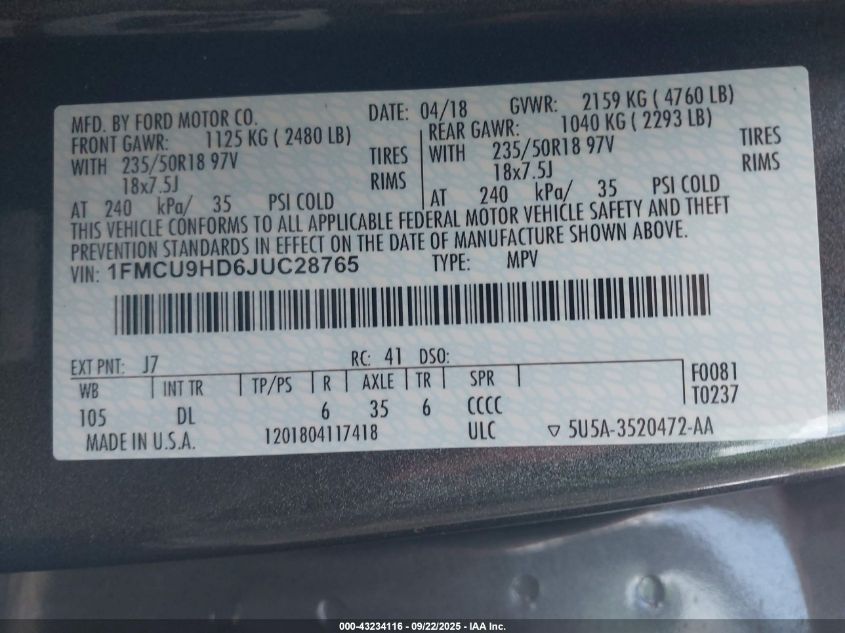 MFD. BY FORD MOTOR CO. DATE: 04/18 GVWR: 2159 KG ( 4760 LB)
FRONT GAWR: 1125 KG ( 2480 LB) REAR GAWR: 1040 KG ( 2293 LB)
WITH 235/50R18 97V TIRES WITH 235/50R18 97V TIRES
18x7.5J RIMS 18x7.5J RIMS
AT 240 kPa/ 35 PSI COLD AT 240 kPa/ 35 PSI COLD
THIS VEHICLE CONFORMS TO ALL APPLICABLE FEDERAL MOTOR VEHICLE SAFETY AND THEFT
PREVENTION STANDARDS IN EFFECT ON THE DATE OF MANUFACTURE SHOWN ABOVE.
VIN: 1FMCU9HD6JUC28765 TYPE: MPV
EXT PNT: J7 RC: 41 DSO:
WB INT TR TP/PS R AXLE TR SPR F0081
105 DL 6 35 6 CCCC T0237
MADE IN U.S.A. 1201804117418 ULC ▽ 5U5A-3520472-AA
000-43234116 - 09/22/2025 - IAA Inc.